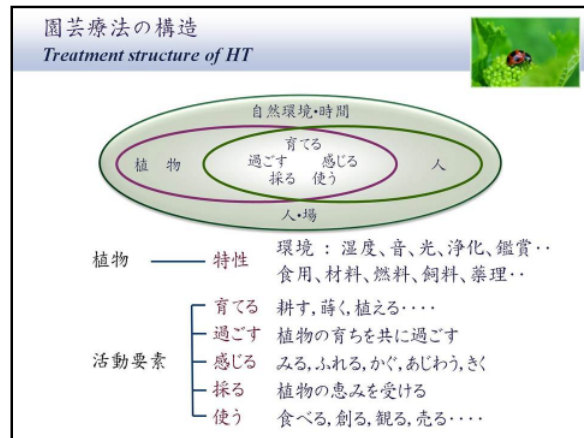 園芸療法の構造
Treatment structure of HT
自然環境・時間
育てる
植 物 過ごす 感じる 人
採る 使う
人・場
植物 特性 環境 : 湿度、音、光、浄化、鑑賞‥
食用、材料、燃料、飼料、薬理‥
育てる 耕す,蒔く,植える‥‥
過ごす 植物の育ちを共に過ごす
活動要素 感じる みる,ふれる,かぐ,あじわう,きく
採る 植物の恵みを受ける
使う 食べる,創る,観る,売る‥‥